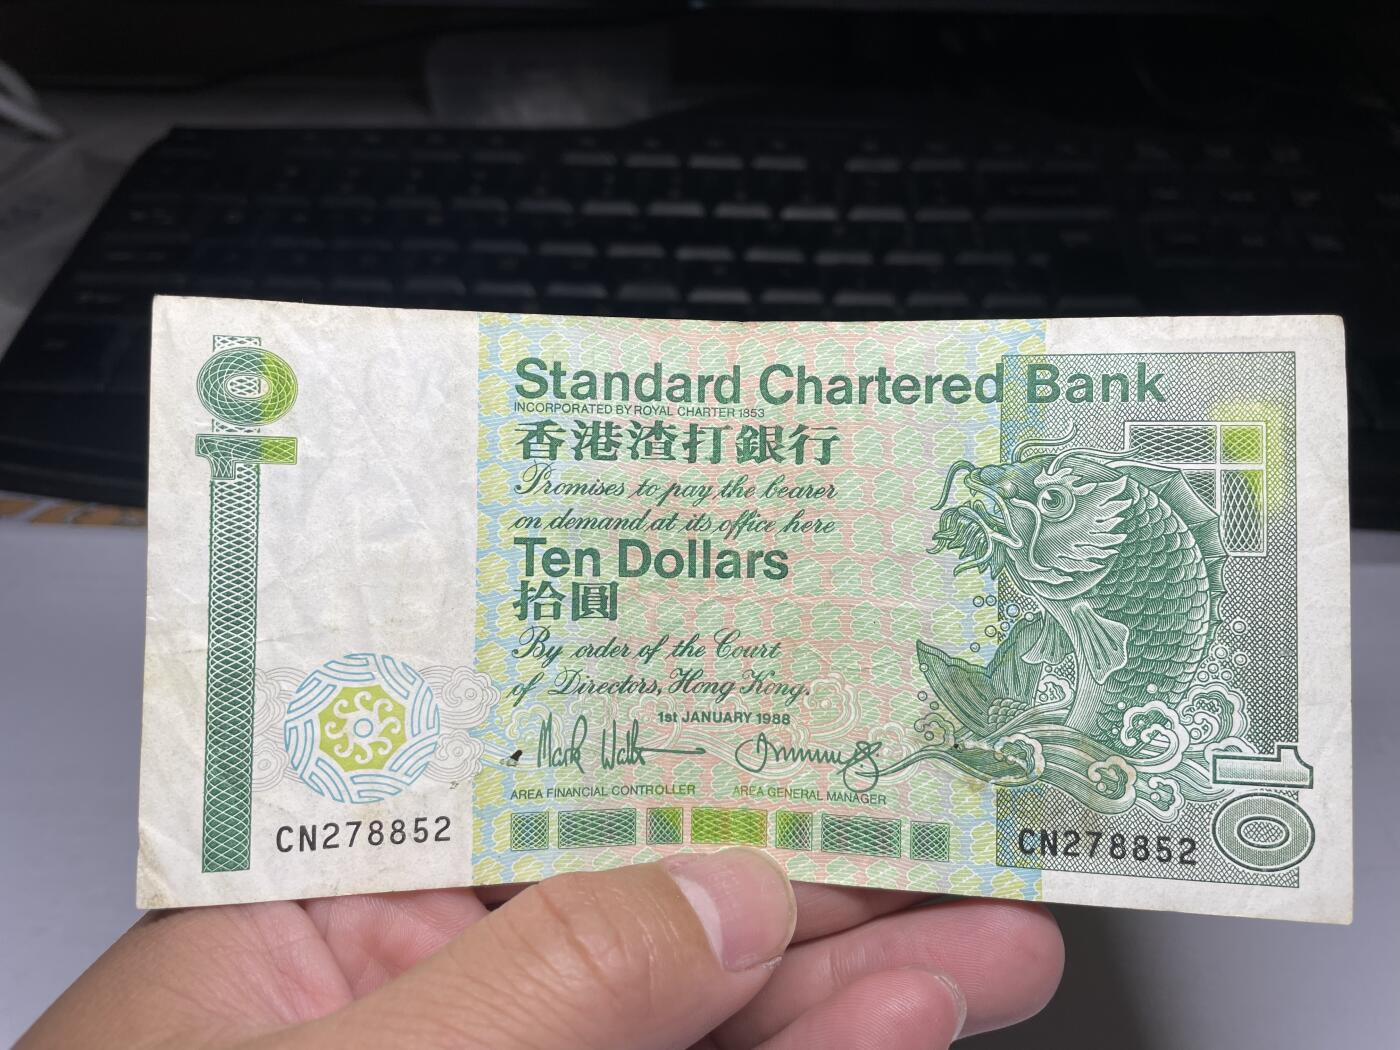 10
Standard Chartered Bank
INCORPORATED BY ROYAL CHARTER 1853
香港渣打銀行
Promises to pay the bearer
on demand at its office here
Ten Dollars
拾圓
By order of the Court
of Directors, Hong Kong.
1st JANUARY 1988
AREA FINANCIAL CONTROLLER AREA GENERAL MANAGER
CN278852 CN278852
10